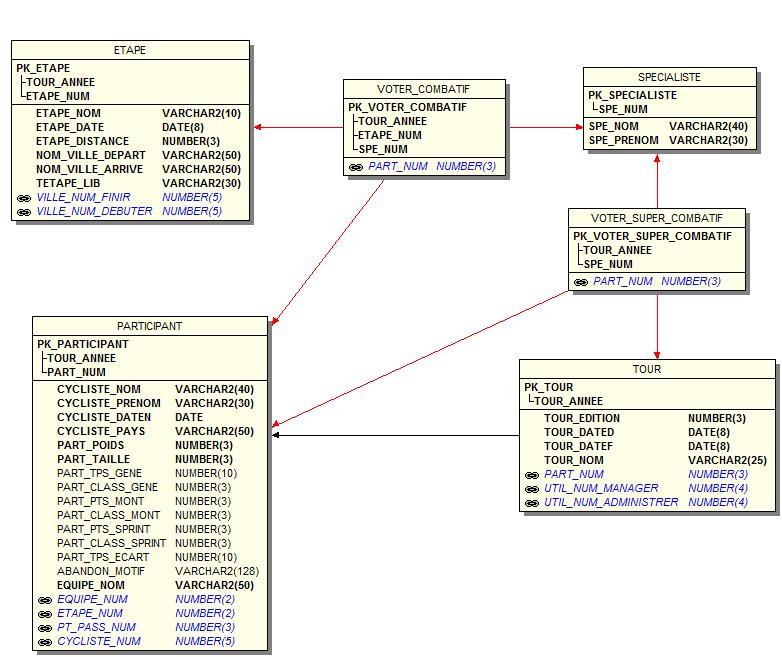 ETAPE
PK_ETAPE
TOUR_ANNEE
ETAPE_NUM
ETAPE_NOM VARCHAR2(10)
ETAPE_DATE DATE(8)
ETAPE_DISTANCE NUMBER(3)
NOM_VILLE_DEPART VARCHAR2(50)
NOM_VILLE_ARRIVE VARCHAR2(50)
TETAPE_LIB VARCHAR2(30)
VILLE_NUM_FINIR NUMBER(5)
VILLE_NUM_DEBUTER NUMBER(5)
VOTER_COMBATIF
PK_VOTER_COMBATIF
TOUR_ANNEE
ETAPE_NUM
SPE_NUM
PART_NUM NUMBER(3)
SPECIALISTE
PK_SPECIALISTE
SPE_NUM
SPE_NOM VARCHAR2(40)
SPE_PRENOM VARCHAR2(30)
VOTER_SUPER_COMBATIF
PK_VOTER_SUPER_COMBATIF
TOUR_ANNEE
SPE_NUM
PART_NUM NUMBER(3)
PARTICIPANT
PK_PARTICIPANT
TOUR_ANNEE
PART_NUM
CYCLISTE_NOM VARCHAR2(40)
CYCLISTE_PRENOM VARCHAR2(30)
CYCLISTE_DATEN DATE
CYCLISTE_PAYS VARCHAR2(50)
PART_POIDS NUMBER(3)
PART_TAILLE NUMBER(3)
PART_TPS_GENE NUMBER(10)
PART_CLASS_GENE NUMBER(3)
PART_PTS_MONT NUMBER(3)
PART_CLASS_MONT NUMBER(3)
PART_PTS_SPRINT NUMBER(3)
PART_CLASS_SPRINT NUMBER(3)
PART_TPS_ECART NUMBER(10)
ABANDON_MOTIF VARCHAR2(128)
EQUIPE_NOM VARCHAR2(50)
EQUIPE_NUM NUMBER(2)
ETAPE_NUM NUMBER(2)
PT_PASS_NUM NUMBER(3)
CYCLISTE_NUM NUMBER(5)
TOUR
PK_TOUR
TOUR_ANNEE
TOUR_EDITION NUMBER(3)
TOUR_DATED DATE(8)
TOUR_DATEF DATE(8)
TOUR_NOM VARCHAR2(25)
PART_NUM NUMBER(3)
UTIL_NUM_MANAGER NUMBER(4)
UTIL_NUM_ADMINISTRER NUMBER(4)